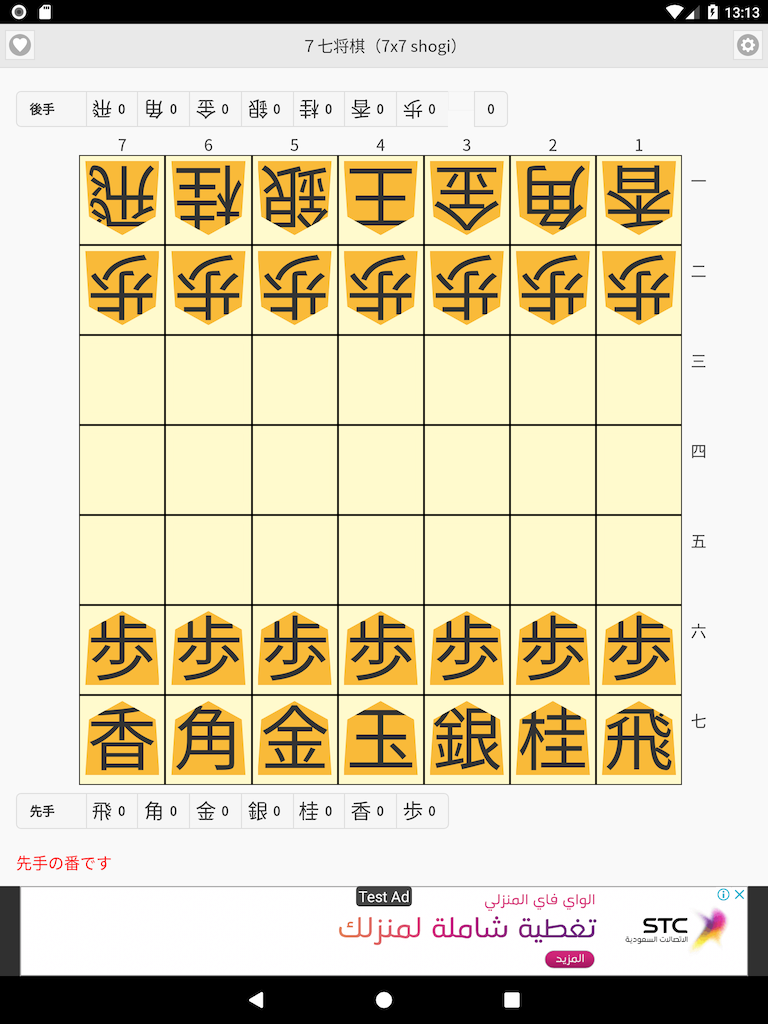 13:13
7 七将棋（7x7 shogi）
後手 飛 0 角 0 金 0 銀 0 桂 0 香 0 歩 0 0
7 6 5 4 3 2 1
飛 桂 銀 王 金 角 香 一
歩 歩 歩 歩 歩 歩 歩 二
三
四
五
歩 歩 歩 歩 歩 歩 歩 六
香 角 金 玉 銀 桂 飛 七
先手 飛 0 角 0 金 0 銀 0 桂 0 香 0 歩 0
先手の番です
Test Ad
الواي فاي المنزلي
تغطية شاملة لمنزلك
المزيد
STC
الاتصالات السعودية